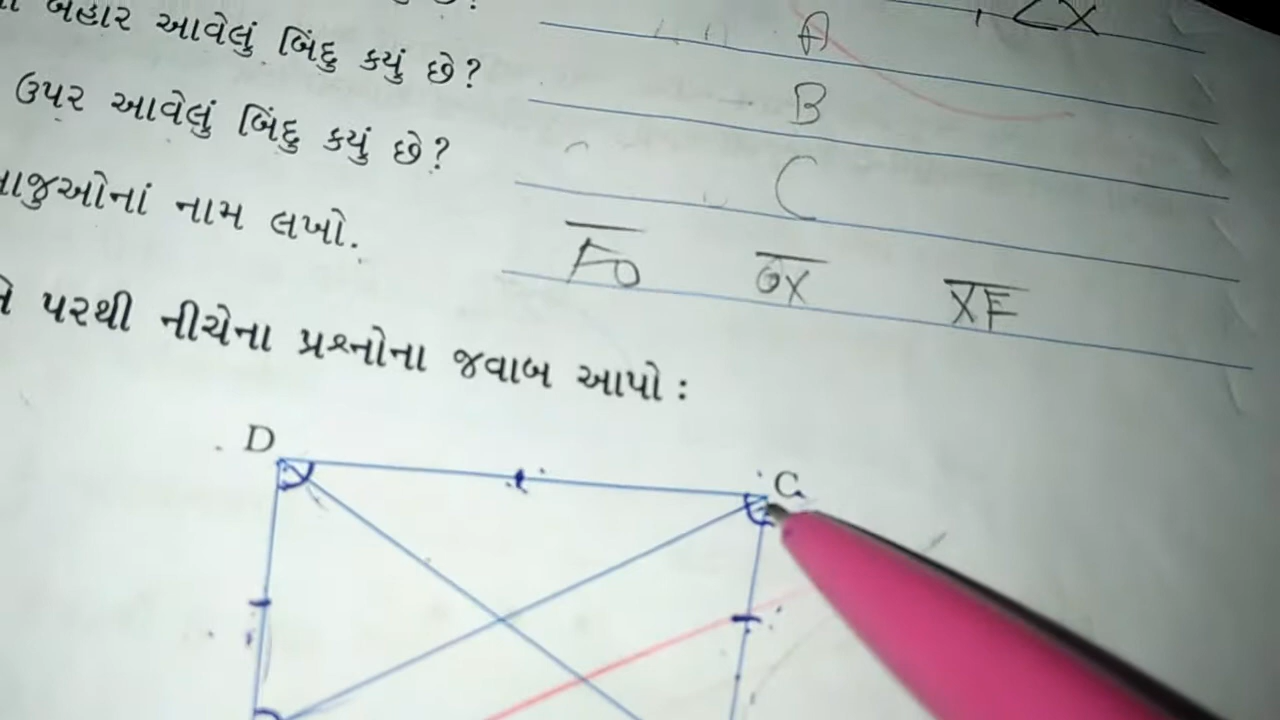 ∠X
બહાર આવેલું બિંદુ કયું છે? A
B
ઉપર આવેલું બિંદુ કયું છે?
C
બાજુઓનાં નામ લખો.
FO OX XF
પરથી નીચેના પ્રશ્નોના જવાબ આપો :
D
C